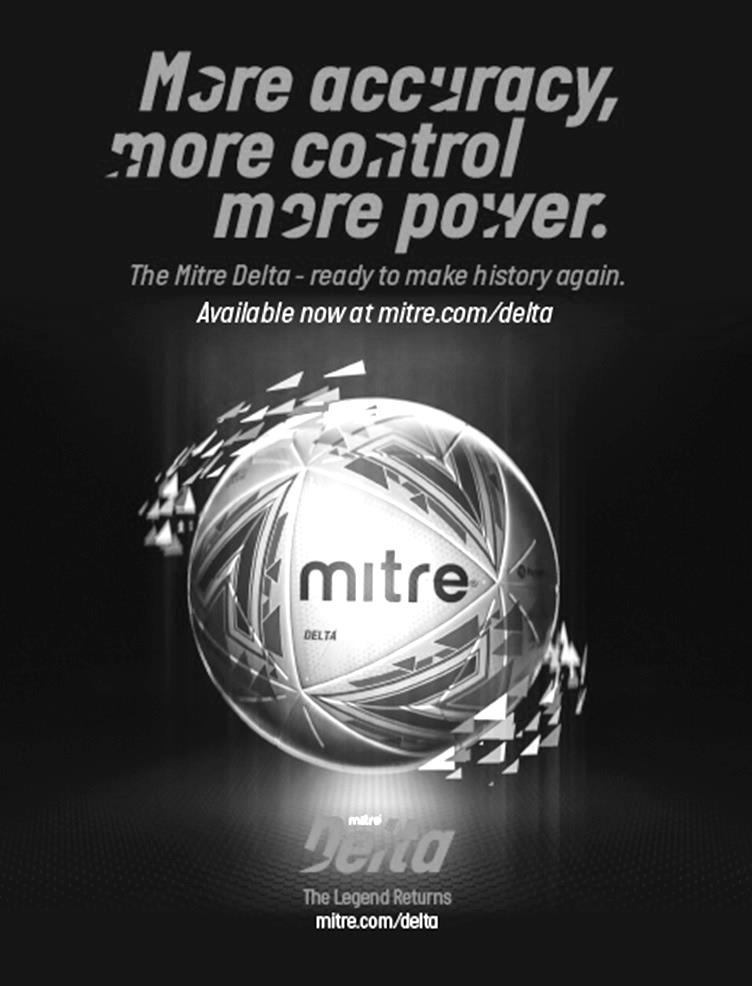 More accuracy,
more control
more power.
The Mitre Delta - ready to make history again.
Available now at mitre.com/delta
mitre
DELTA
mitre
Delta
The Legend Returns
mitre.com/delta